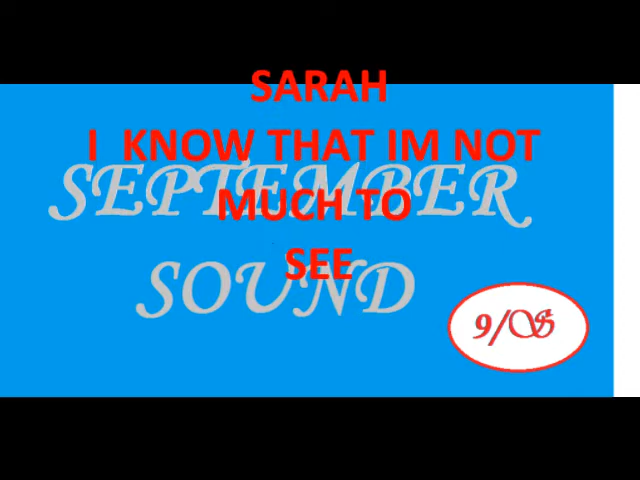 SARAH
I  KNOW THAT IM NOT
MUCH TO
SEE
SEPTEMBER
SOUND
9/S